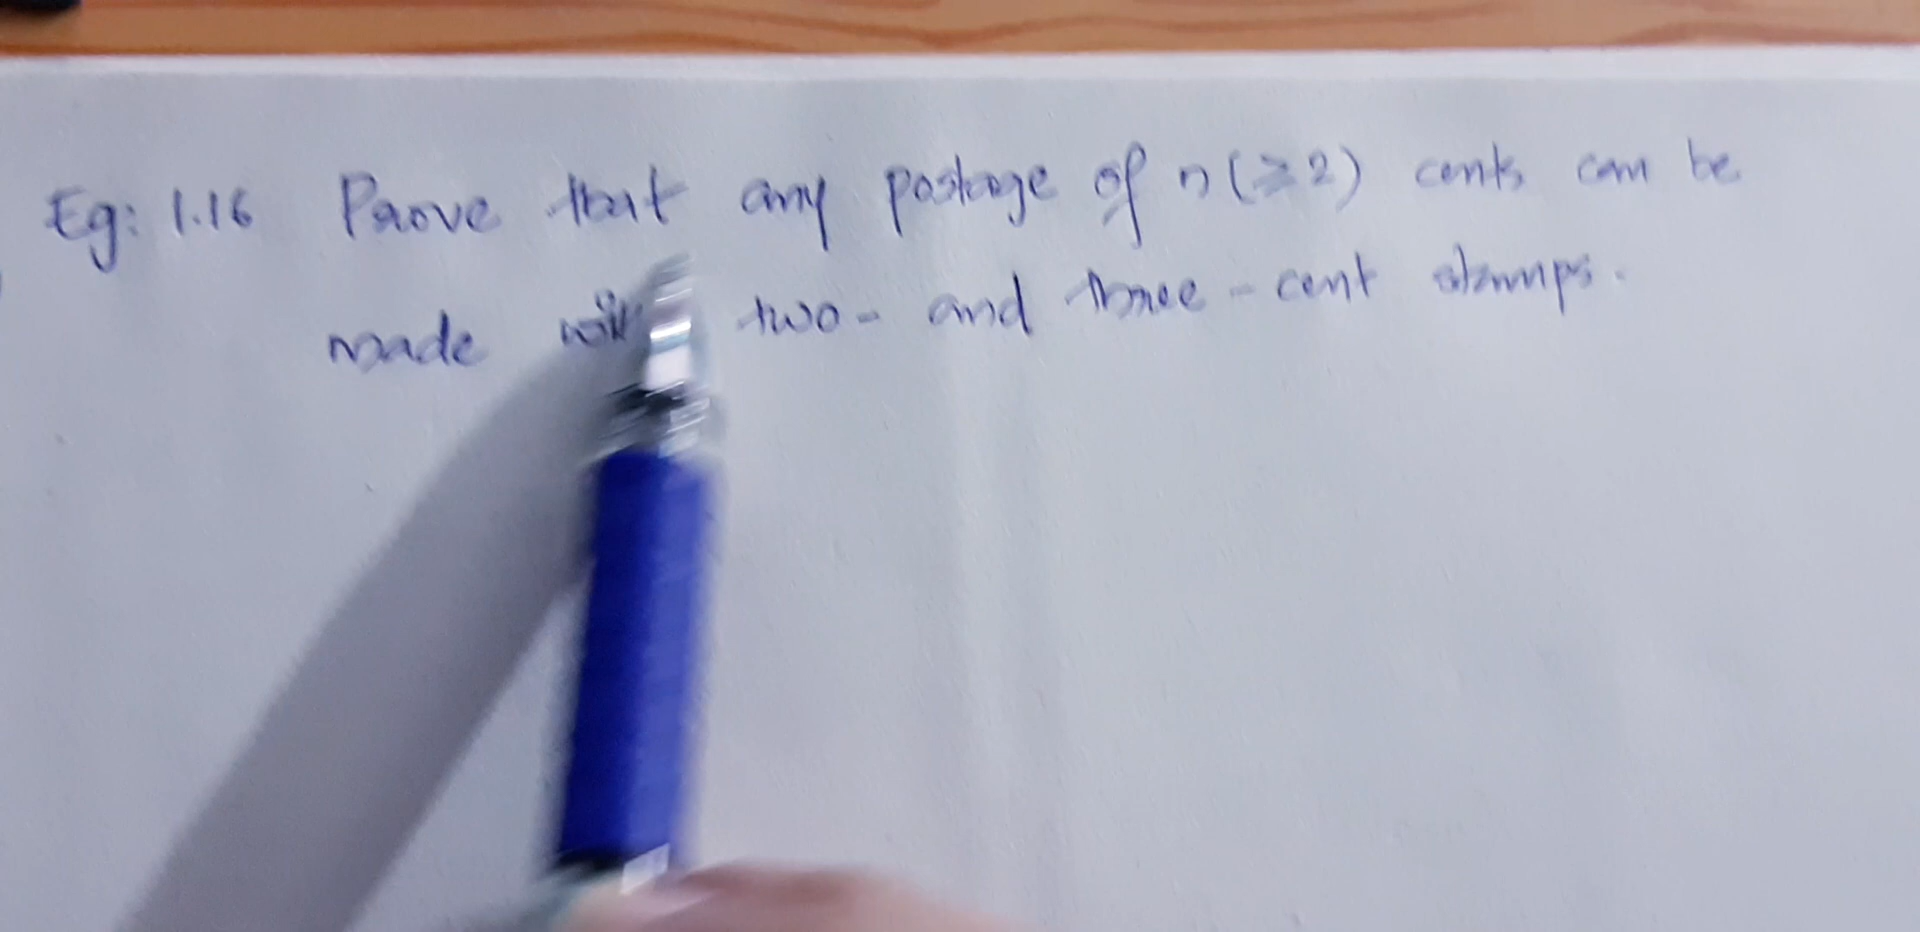 Eg: 1.16 Prove that any postage of n (≥2) cents can be
made two- and three-cent stamps.